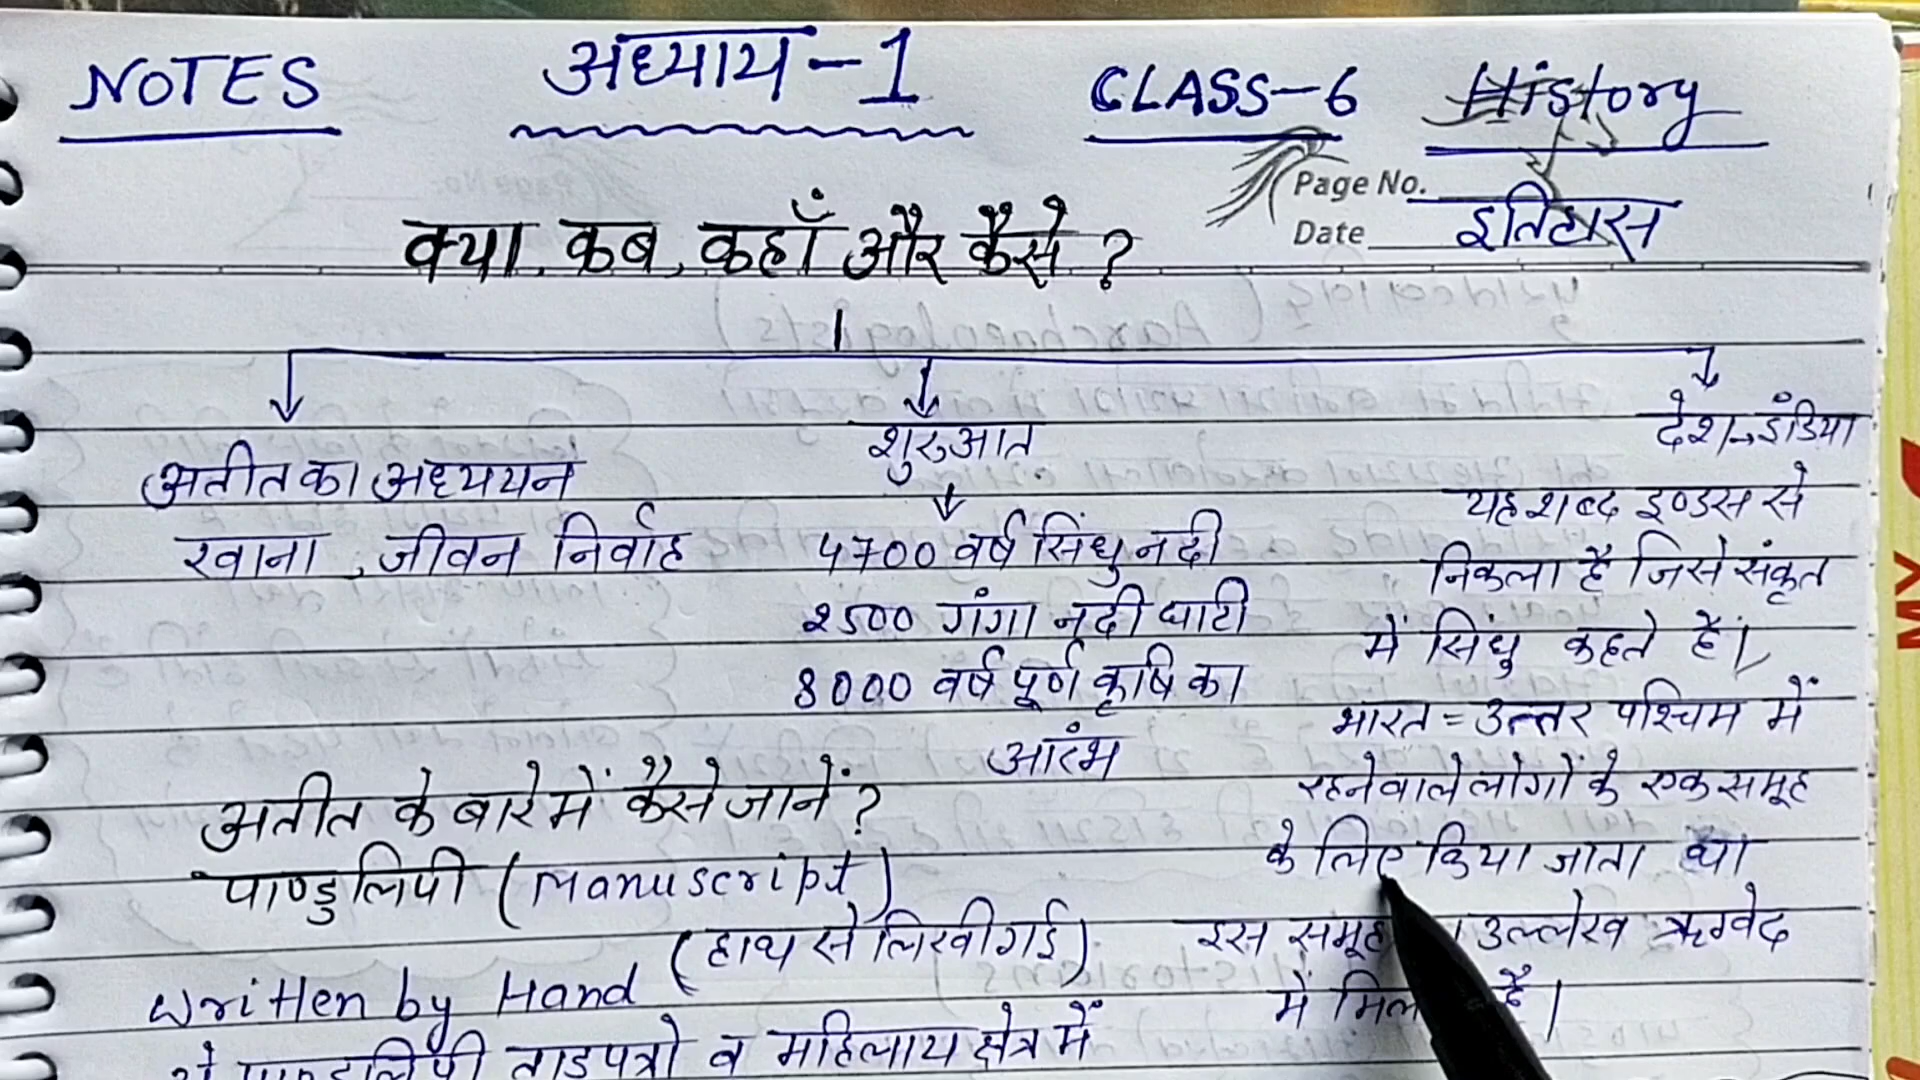 NOTES अध्याय-1 CLASS-6 History
Page No.
Date
इतिहास
क्या, कब, कहाँ और कैसे ?
अतीत का अध्ययन
खाना, जीवन निर्वाह
शुरुआत
4700 वर्ष सिंधु नदी
2500 गंगा नदी घाटी
8000 वर्ष पूर्ण कृषि का
आरंभ
देश→इंडिया
यह शब्द इण्डस से
निकला है जिसे संकृत
में सिंधु कहते हैं।
भारत = उत्तर पश्चिम में
रहने वाले लोगों के एक समूह
के लिए किया जाता था
इस समूह उल्लेख ऋग्वेद
में है।
अतीत के बारे में कैसे जानें ?
पाण्डुलिपी (Manuscript)
(हाथ से लिखी गई)
Written by Hand
पाण्डुलिपी ताडपत्रो व क्षेत्र में
MY